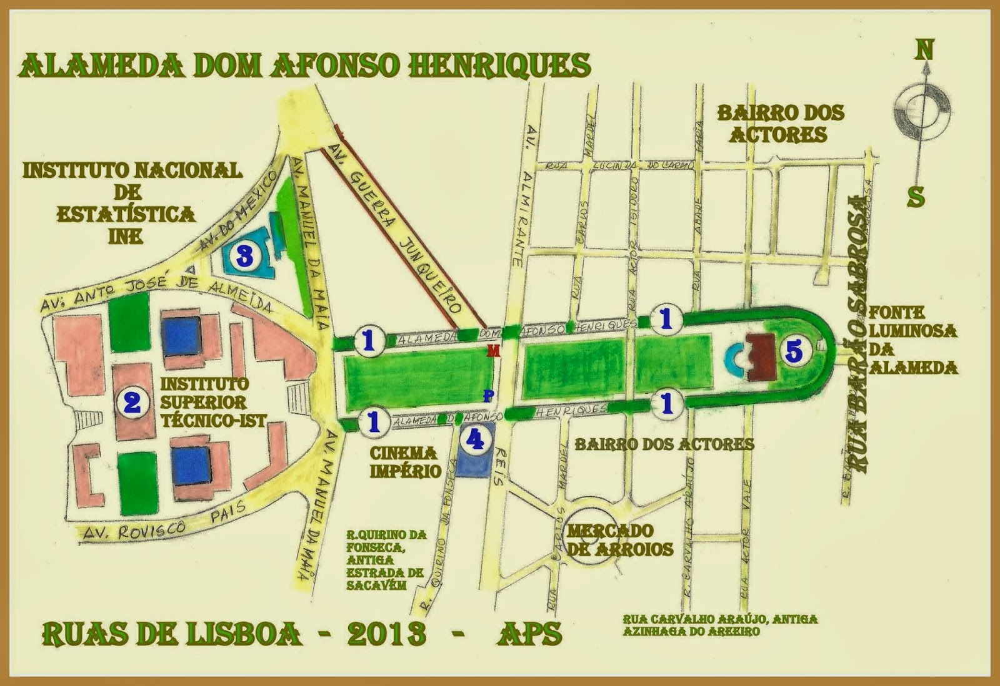 ALAMEDA DOM AFONSO HENRIQUES
N
S
BAIRRO DOS
ACTORES
INSTITUTO NACIONAL
DE
ESTATÍSTICA
INE
AV. DO MEXICO
AV. MANUEL DA MAIA
AV. GUERRA JUNQUEIRO
AV. ALMIRANTE
REIS
RUA LUCINDA DO CARMO
RUA CARLOS MARDEL
RUA ACTOR ISIDORO
RUA ABADE FARIA
RUA BARÃO SABROSA
3
AV. ANTO JOSÉ DE ALMEIDA
1
ALAMEDA DOM AFONSO HENRIQUES
1
FONTE
LUMINOSA
DA
ALAMEDA
M
5
P
2
INSTITUTO
SUPERIOR
TÉCNICO-IST
1
ALAMEDA D. AFONSO HENRIQUES
1
4
CINEMA
IMPÉRIO
BAIRRO DOS ACTORES
AV. MANUEL DA MAIA
AV. ROVISCO PAIS
R. QUIRINO DA FONSECA
RUA CARLOS MARDEL
R. CARVALHO ARAÚJO
RUA ACTOR VALE
MERCADO
DE ARROIOS
R.QUIRINO DA
FONSECA,
ANTIGA
ESTRADA DE
SACAVÉM
RUA CARVALHO ARAÚJO, ANTIGA
AZINHAGA DO AREEIRO
RUAS DE LISBOA - 2013 - APS